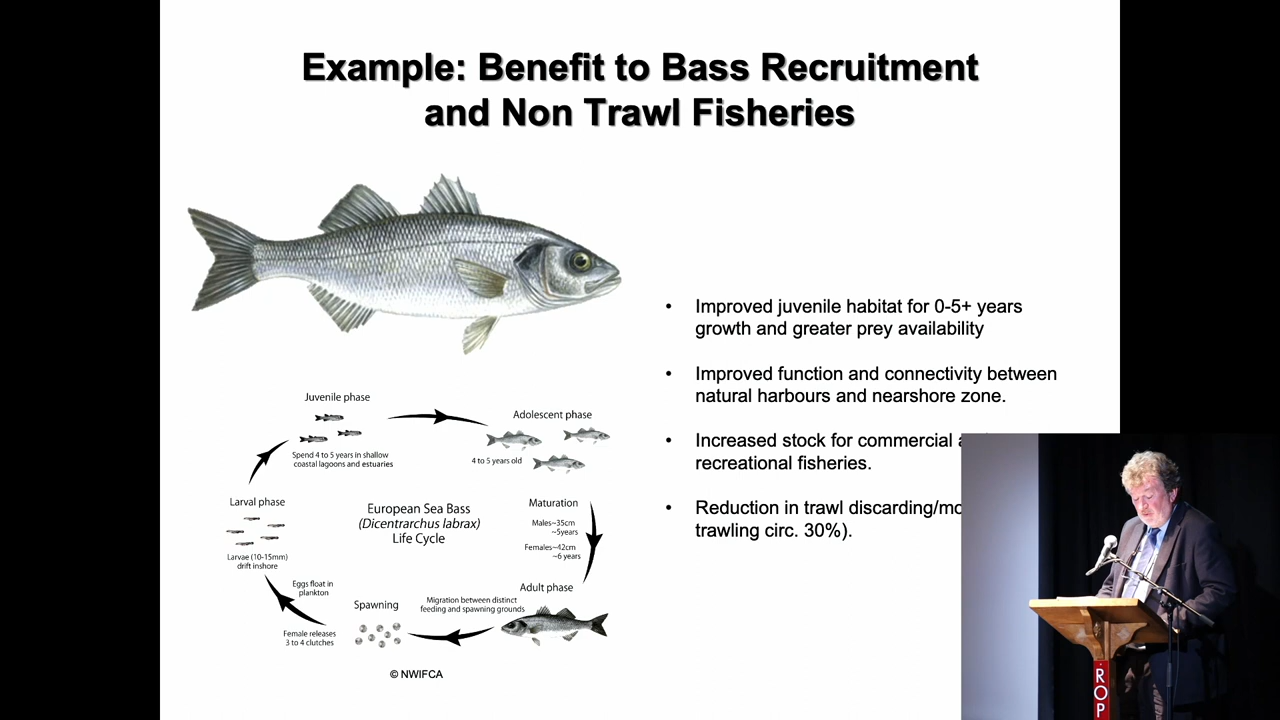 Example: Benefit to Bass Recruitment
and Non Trawl Fisheries
• Improved juvenile habitat for 0-5+ years
growth and greater prey availability
• Improved function and connectivity between
natural harbours and nearshore zone.
• Increased stock for commercial
recreational fisheries.
• Reduction in trawl discarding/
trawling circ. 30%).
Juvenile phase
Spend 4 to 5 years in shallow
coastal lagoons and estuaries
Adolescent phase
4 to 5 years old
Maturation
Males~35cm
~5years
Females~42cm
~6 years
Adult phase
Migration between distinct
feeding and spawning grounds
Spawning
Female releases
3 to 4 clutches
Eggs float in
plankton
Larval phase
Larvae (10-15mm)
drift inshore
European Sea Bass
(Dicentrarchus labrax)
Life Cycle
© NWIFCA
ROP